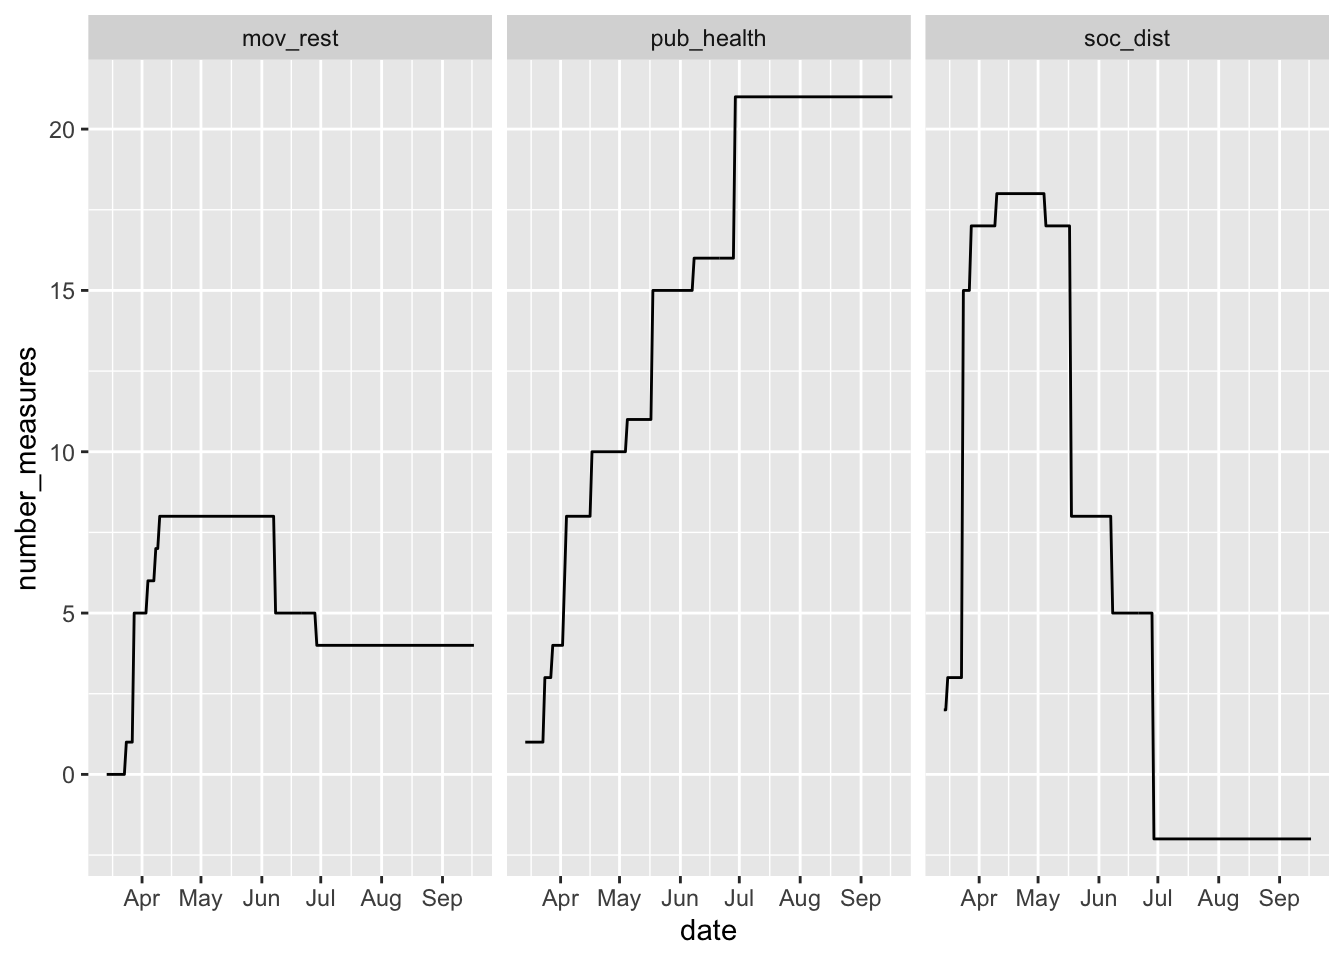 mov_rest pub_health soc_dist
number_measures
20
15
10
5
0
Apr May Jun Jul Aug Sep Apr May Jun Jul Aug Sep Apr May Jun Jul Aug Sep
date